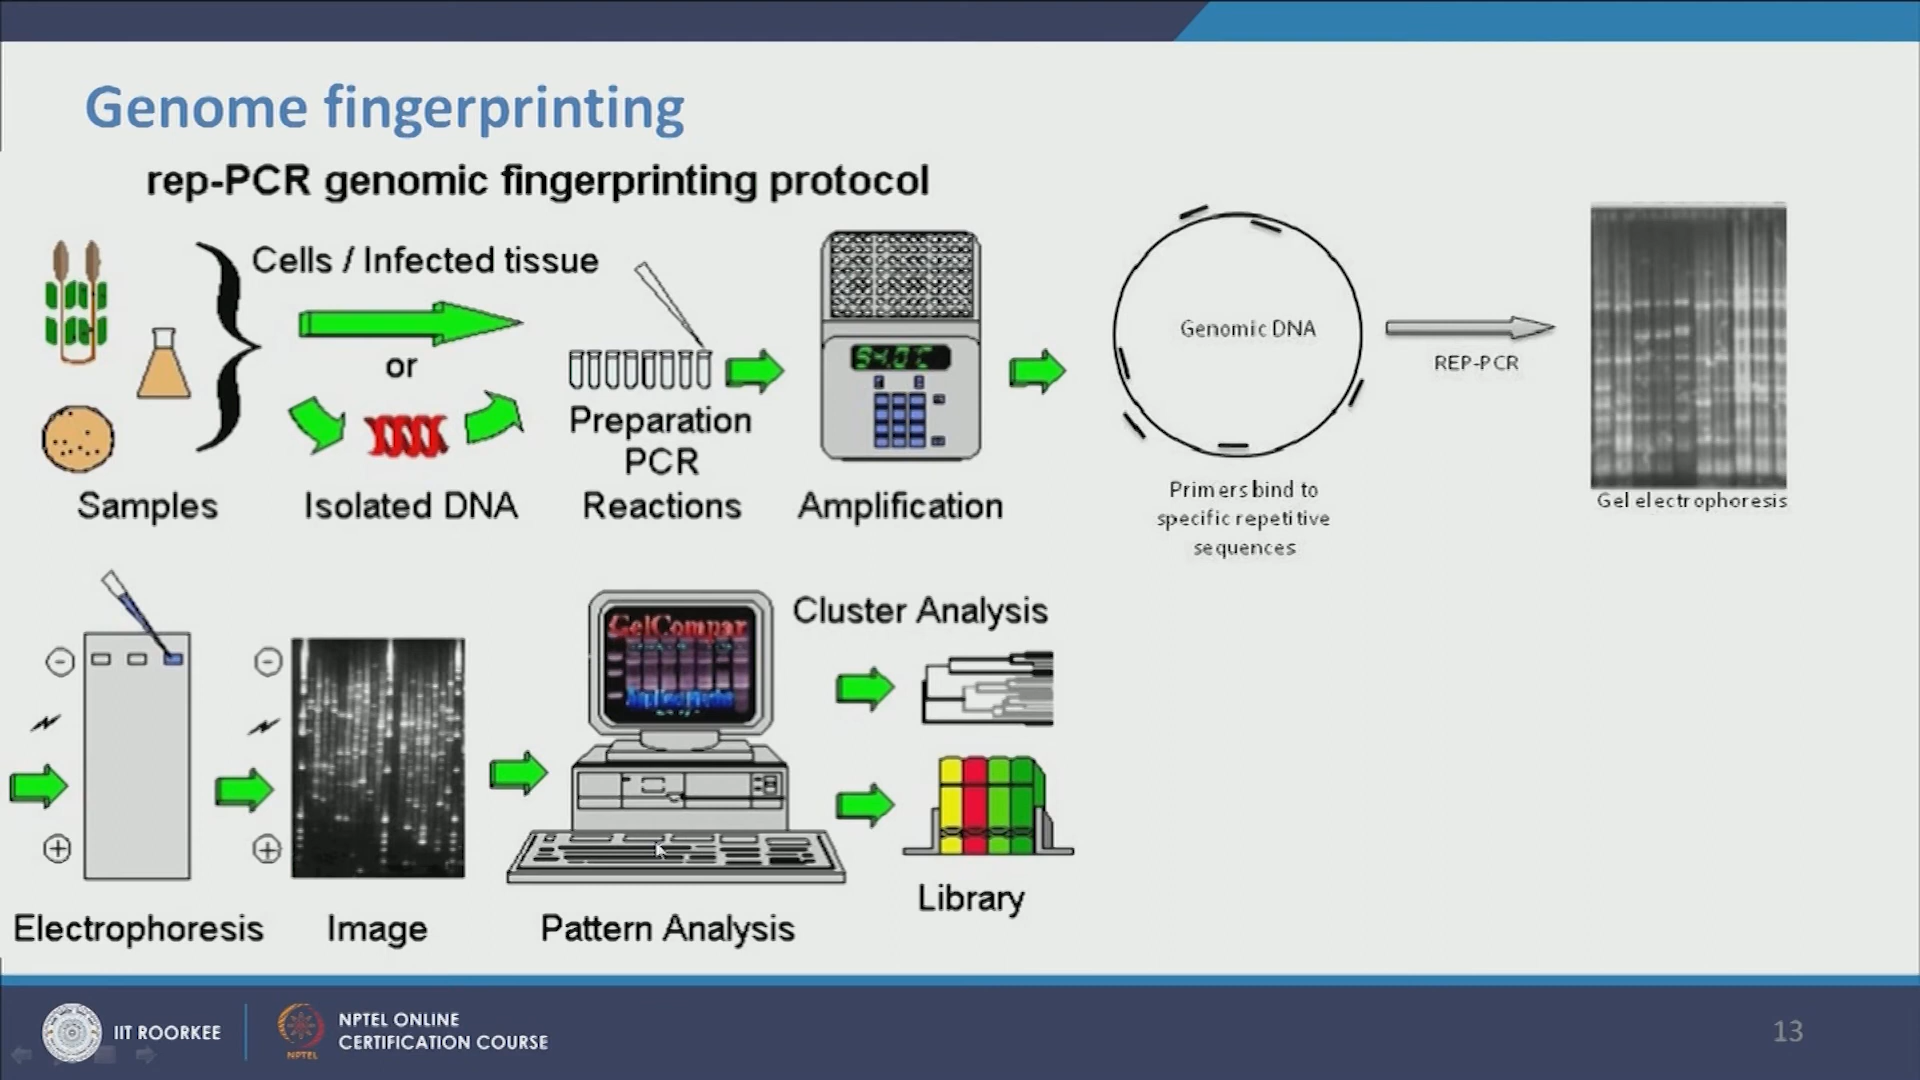 Genome fingerprinting
rep-PCR genomic fingerprinting protocol
Cells / Infected tissue
or
Samples
Isolated DNA
Preparation
PCR
Reactions
Amplification
Genomic DNA
Primers bind to
specific repetitive
sequences
REP-PCR
Gel electrophoresis
Electrophoresis
Image
GelCompar
Pattern Analysis
Cluster Analysis
Library
IIT ROORKEE
NPTEL
NPTEL ONLINE
CERTIFICATION COURSE
13